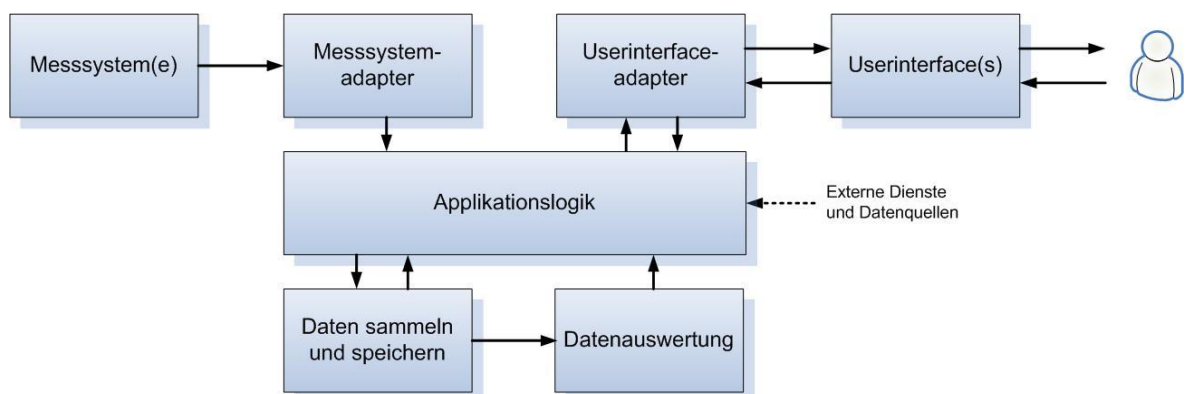 Messsystem(e)
Messsystem-
adapter
Userinterface-
adapter
Userinterface(s)
Applikationslogik
Externe Dienste
und Datenquellen
Daten sammeln
und speichern
Datenauswertung